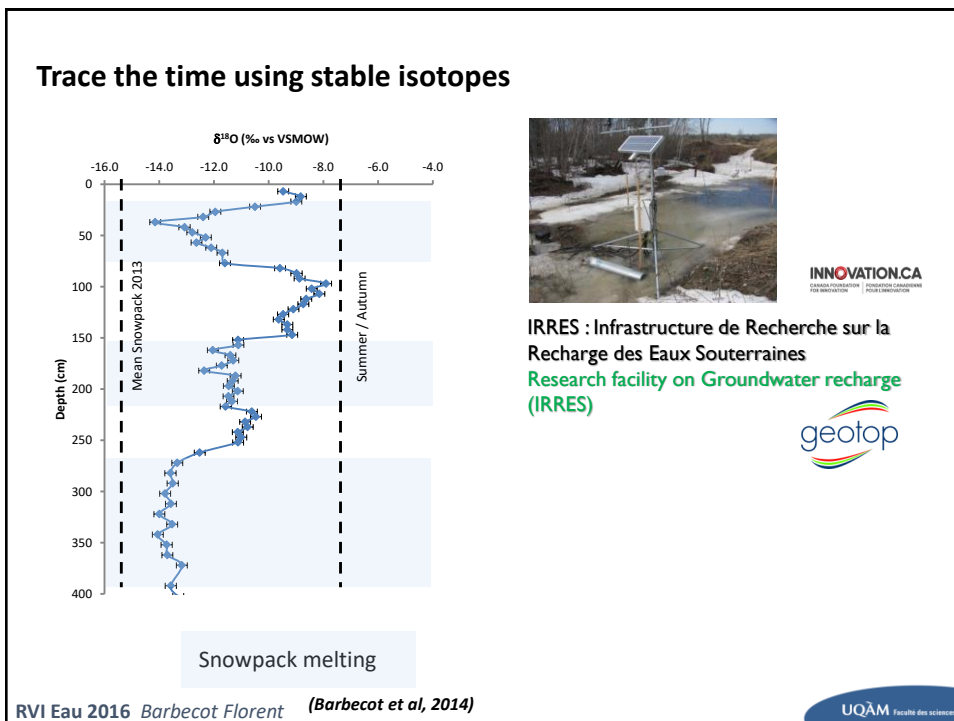 Trace the time using stable isotopes
δ¹⁸O (‰ vs VSMOW)
-16.0 -14.0 -12.0 -10.0 -8.0 -6.0 -4.0
0
50
100
150
200
250
300
350
400
Depth (cm)
Mean Snowpack 2013
Summer / Autumn
Snowpack melting
INNOVATION.CA
CANADA FOUNDATION FOR INNOVATION | FONDATION CANADIENNE POUR L'INNOVATION
IRRES : Infrastructure de Recherche sur la
Recharge des Eaux Souterraines
Research facility on Groundwater recharge
(IRRES)
geotop
RVI Eau 2016 Barbecot Florent (Barbecot et al, 2014)
UQÀM Faculté des sciences